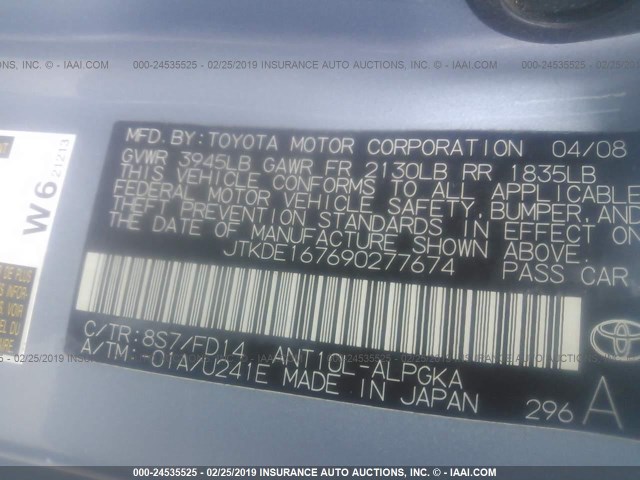 000-24535525 - 02/25/2019 INSURANCE AUTO AUCTIONS, INC. - © IAAI.COM
MFD. BY: TOYOTA MOTOR CORPORATION 04/08
GVWR 3945LB GAWR FR 2130LB RR 1835LB
THIS VEHICLE CONFORMS TO ALL APPLICABLE
FEDERAL MOTOR VEHICLE SAFETY, BUMPER, AND
THEFT PREVENTION STANDARDS IN EFFECT ON
THE DATE OF MANUFACTURE SHOWN ABOVE.
JTKDE167690277674 PASS CAR
C/TR: 8S7/FD14 ANT10L-ALPGKA
A/TM: -01A/U241E MADE IN JAPAN
TOYOTA
296 A
W6
21213
000-24535525 - 02/25/2019 INSURANCE AUTO AUCTIONS, INC. - © IAAI.COM